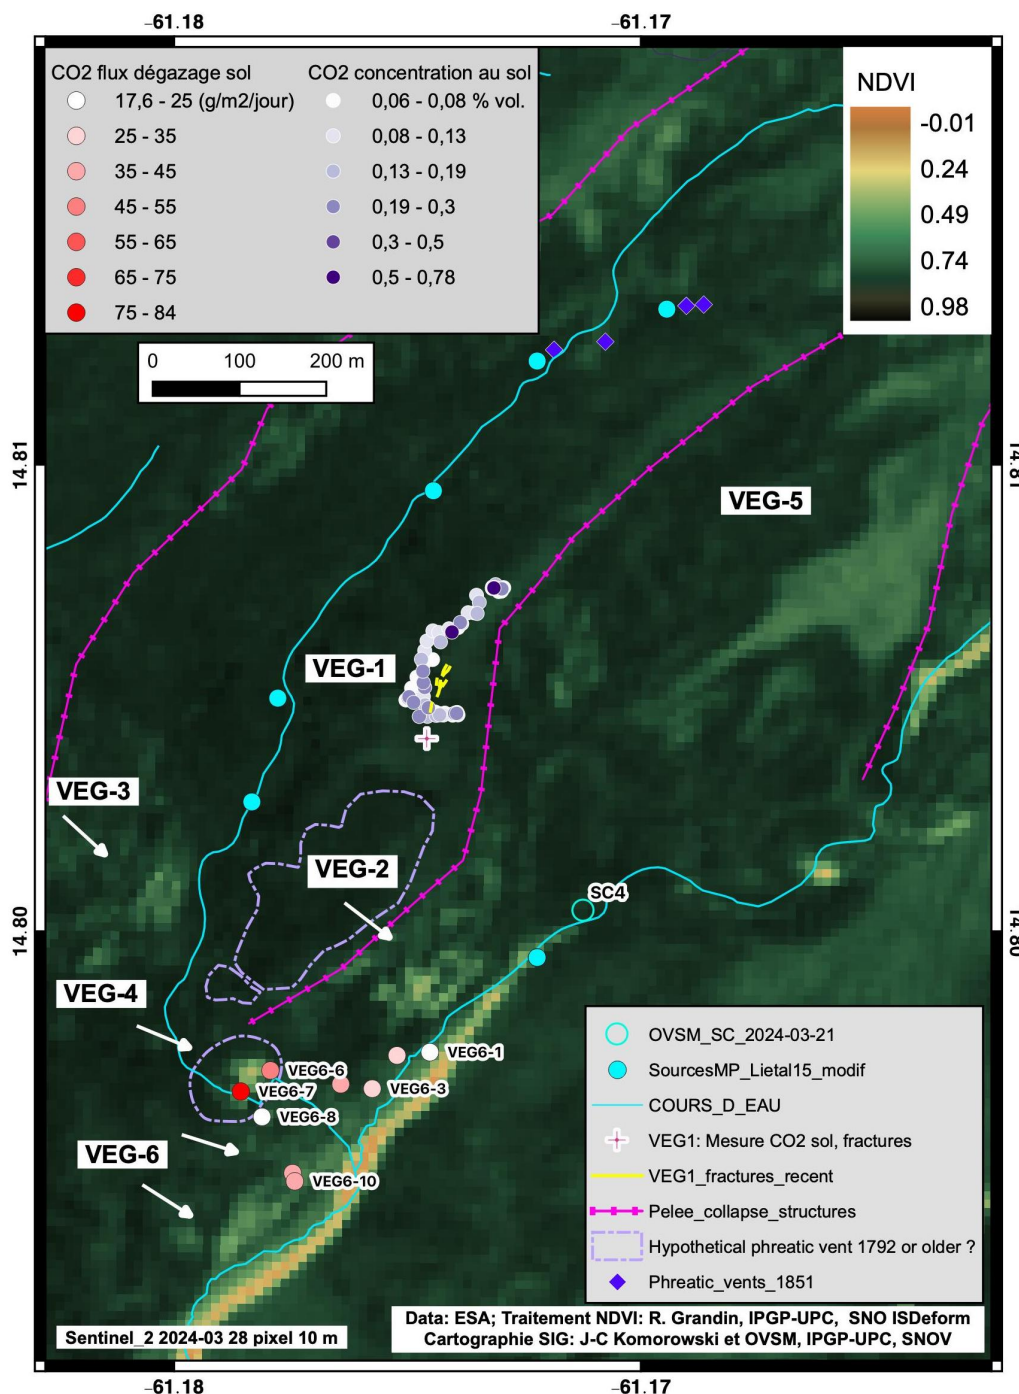 -61.18
-61.17
CO2 flux dégazage sol
17,6 - 25 (g/m2/jour)
25 - 35
35 - 45
45 - 55
55 - 65
65 - 75
75 - 84
CO2 concentration au sol
0,06 - 0,08 % vol.
0,08 - 0,13
0,13 - 0,19
0,19 - 0,3
0,3 - 0,5
0,5 - 0,78
NDVI
-0.01
0.24
0.49
0.74
0.98
0
100
200 m
14.81
14.81
VEG-5
VEG-1
VEG-3
VEG-2
SC4
14.80
14.80
VEG-4
VEG6-1
VEG6-6
VEG6-7
VEG6-3
VEG6-8
VEG-6
VEG6-10
OVSM_SC_2024-03-21
SourcesMP_Lietal15_modif
COURS_D_EAU
VEG1: Mesure CO2 sol, fractures
VEG1_fractures_recent
Pelee_collapse_structures
Hypothetical phreatic vent 1792 or older ?
Phreatic_vents_1851
Sentinel_2 2024-03 28 pixel 10 m
Data: ESA; Traitement NDVI: R. Grandin, IPGP-UPC, SNO ISDeform
Cartographie SIG: J-C Komorowski et OVSM, IPGP-UPC, SNOV
-61.18
-61.17